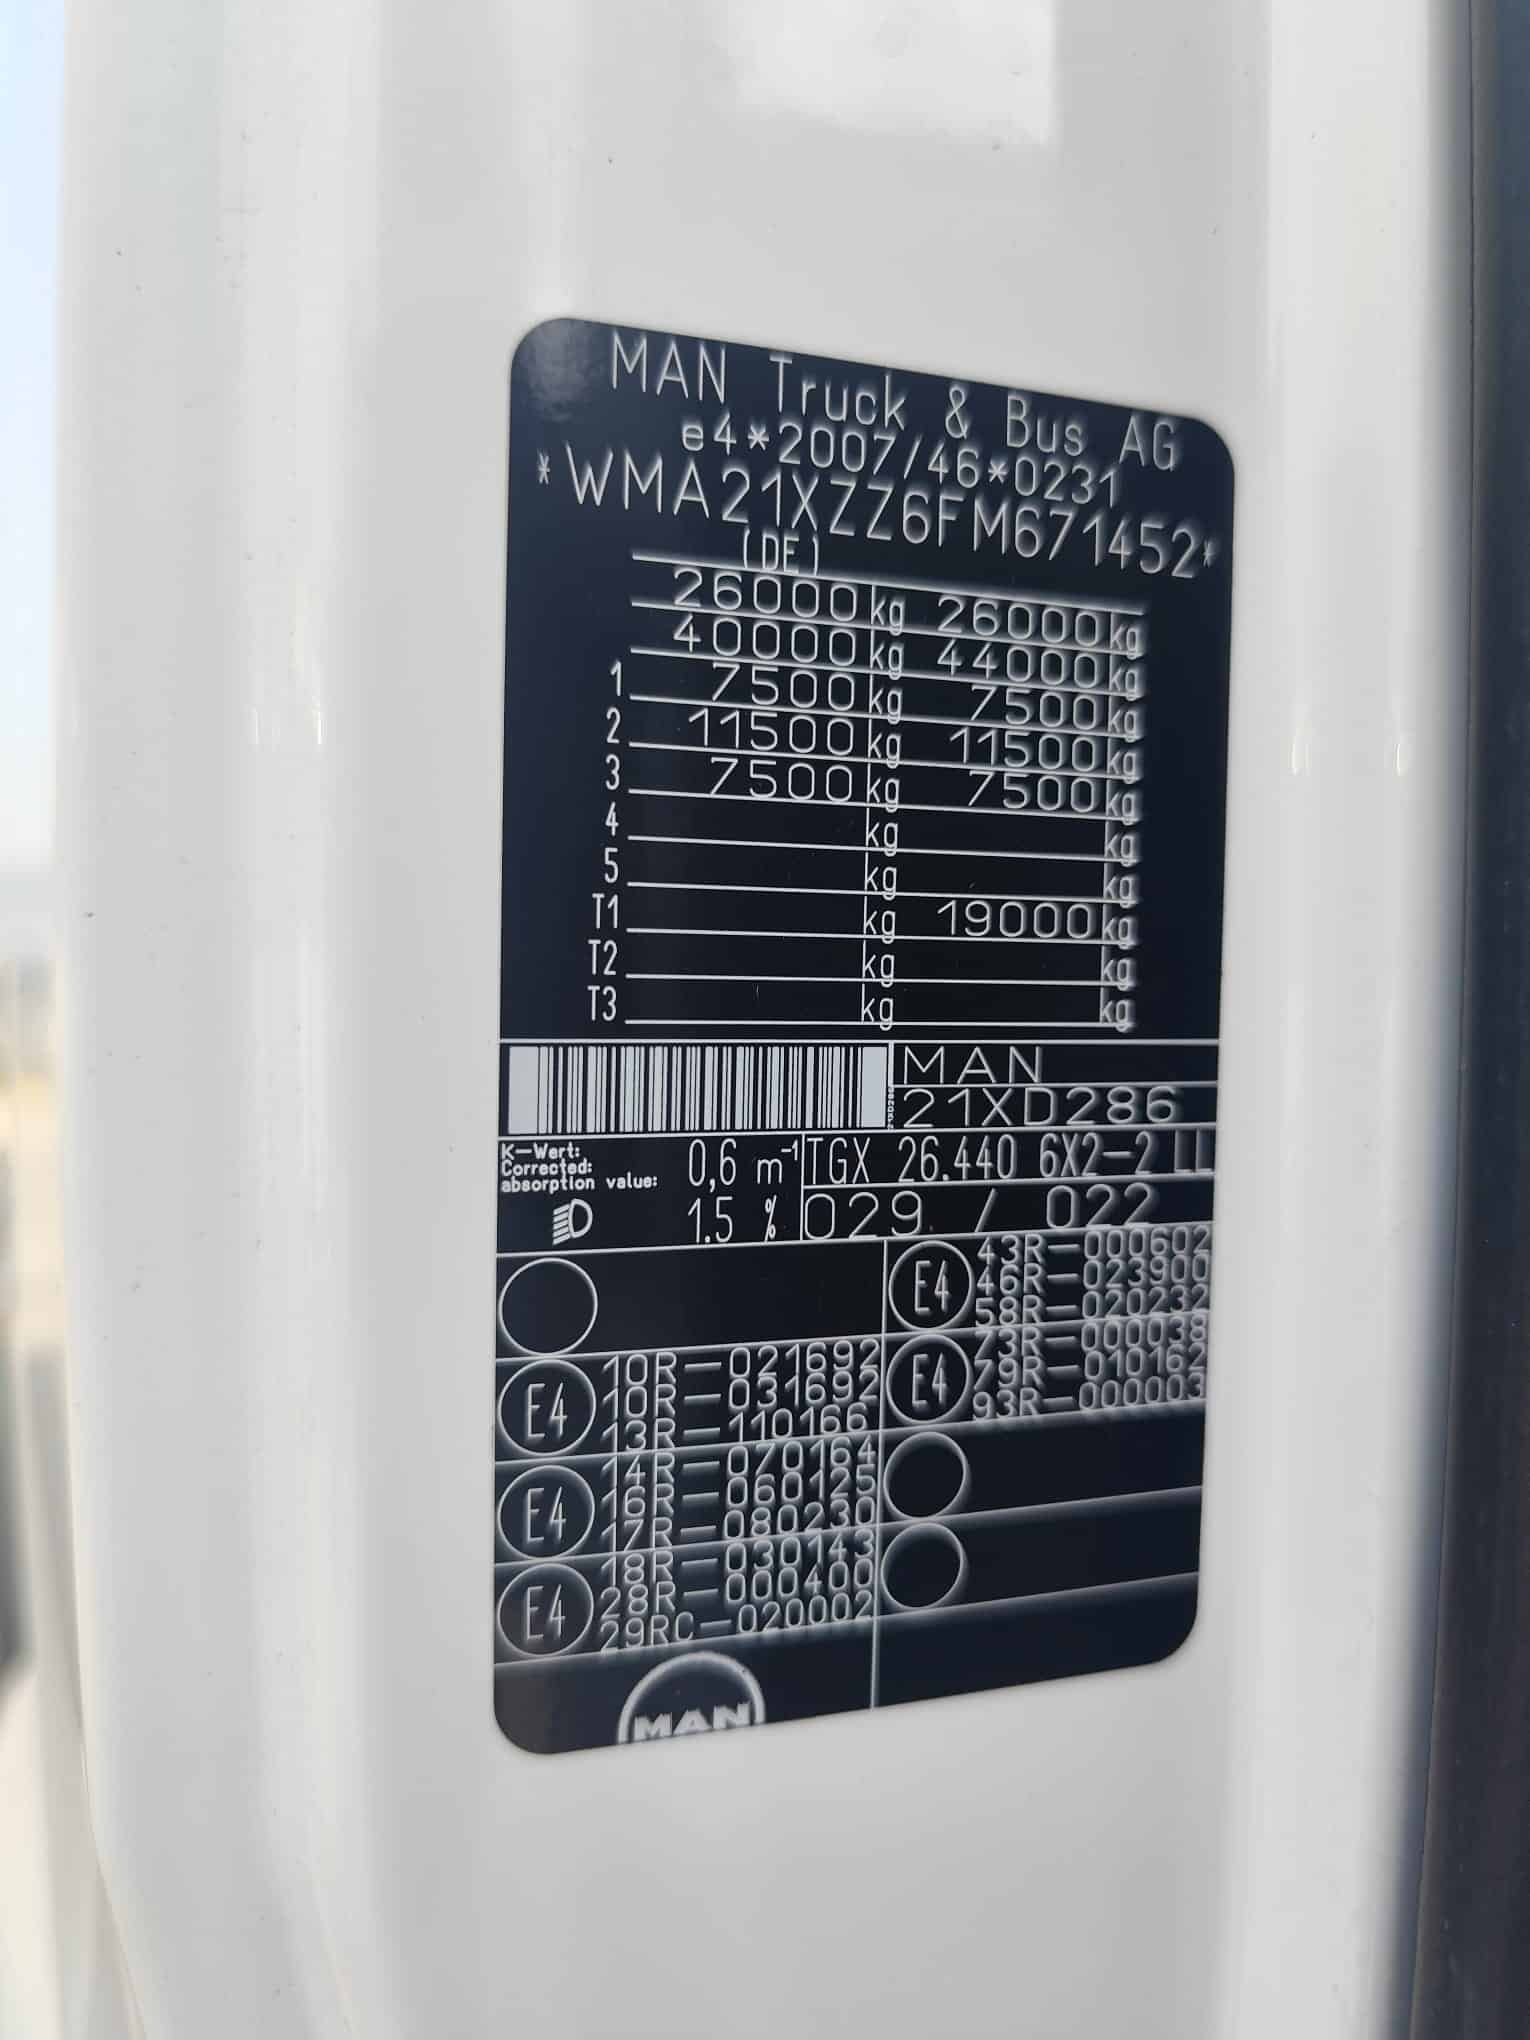 MAN Truck & Bus AG
e4*2007/46*0231
*WMA21XZZ6FM671452*
(DE)
26000 kg 26000 kg
40000 kg 44000 kg
1 7500 kg 7500 kg
2 11500 kg 11500 kg
3 7500 kg 7500 kg
4 kg kg
5 kg kg
T1 kg 19000 kg
T2 kg kg
T3 kg kg
MAN
21XD286
21XD286
K-Wert:
Corrected:
absorption value: 0,6 m⁻¹
TGX 26.440 6X2-2 LL
1.5 %
029 / 022
E4
10R-021692
10R-031692
13R-110166
E4
14R-070164
16R-060125
17R-080230
E4
18R-030143
28R-000400
29RC-020002
E4
43R-000602
46R-023900
58R-020232
E4
73R-000038
79R-010162
93R-000003
MAN